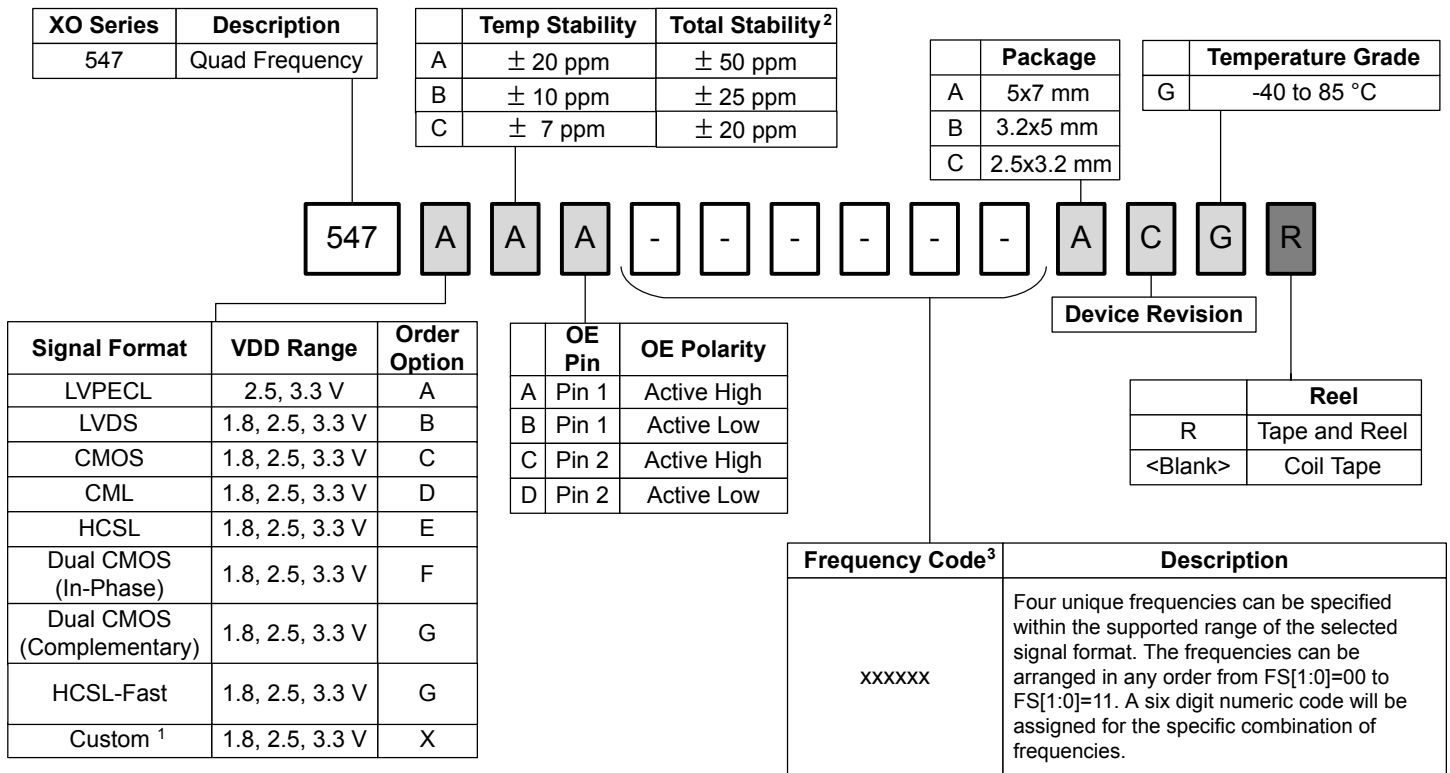 XO Series Description
547 Quad Frequency
Temp Stability Total Stability²
A ± 20 ppm ± 50 ppm
B ± 10 ppm ± 25 ppm
C ± 7 ppm ± 20 ppm
Package
A 5x7 mm
B 3.2x5 mm
C 2.5x3.2 mm
Temperature Grade
G -40 to 85 °C
547 A A A - - - - - - A C G R
Device Revision
Signal Format VDD Range Order
Option
LVPECL 2.5, 3.3 V A
LVDS 1.8, 2.5, 3.3 V B
CMOS 1.8, 2.5, 3.3 V C
CML 1.8, 2.5, 3.3 V D
HCSL 1.8, 2.5, 3.3 V E
Dual CMOS
(In-Phase) 1.8, 2.5, 3.3 V F
Dual CMOS
(Complementary) 1.8, 2.5, 3.3 V G
HCSL-Fast 1.8, 2.5, 3.3 V G
Custom ¹ 1.8, 2.5, 3.3 V X
OE
Pin OE Polarity
A Pin 1 Active High
B Pin 1 Active Low
C Pin 2 Active High
D Pin 2 Active Low
Reel
R Tape and Reel
<Blank> Coil Tape
Frequency Code³ Description
xxxxxx
Four unique frequencies can be specified
within the supported range of the selected
signal format. The frequencies can be
arranged in any order from FS[1:0]=00 to
FS[1:0]=11. A six digit numeric code will be
assigned for the specific combination of
frequencies.